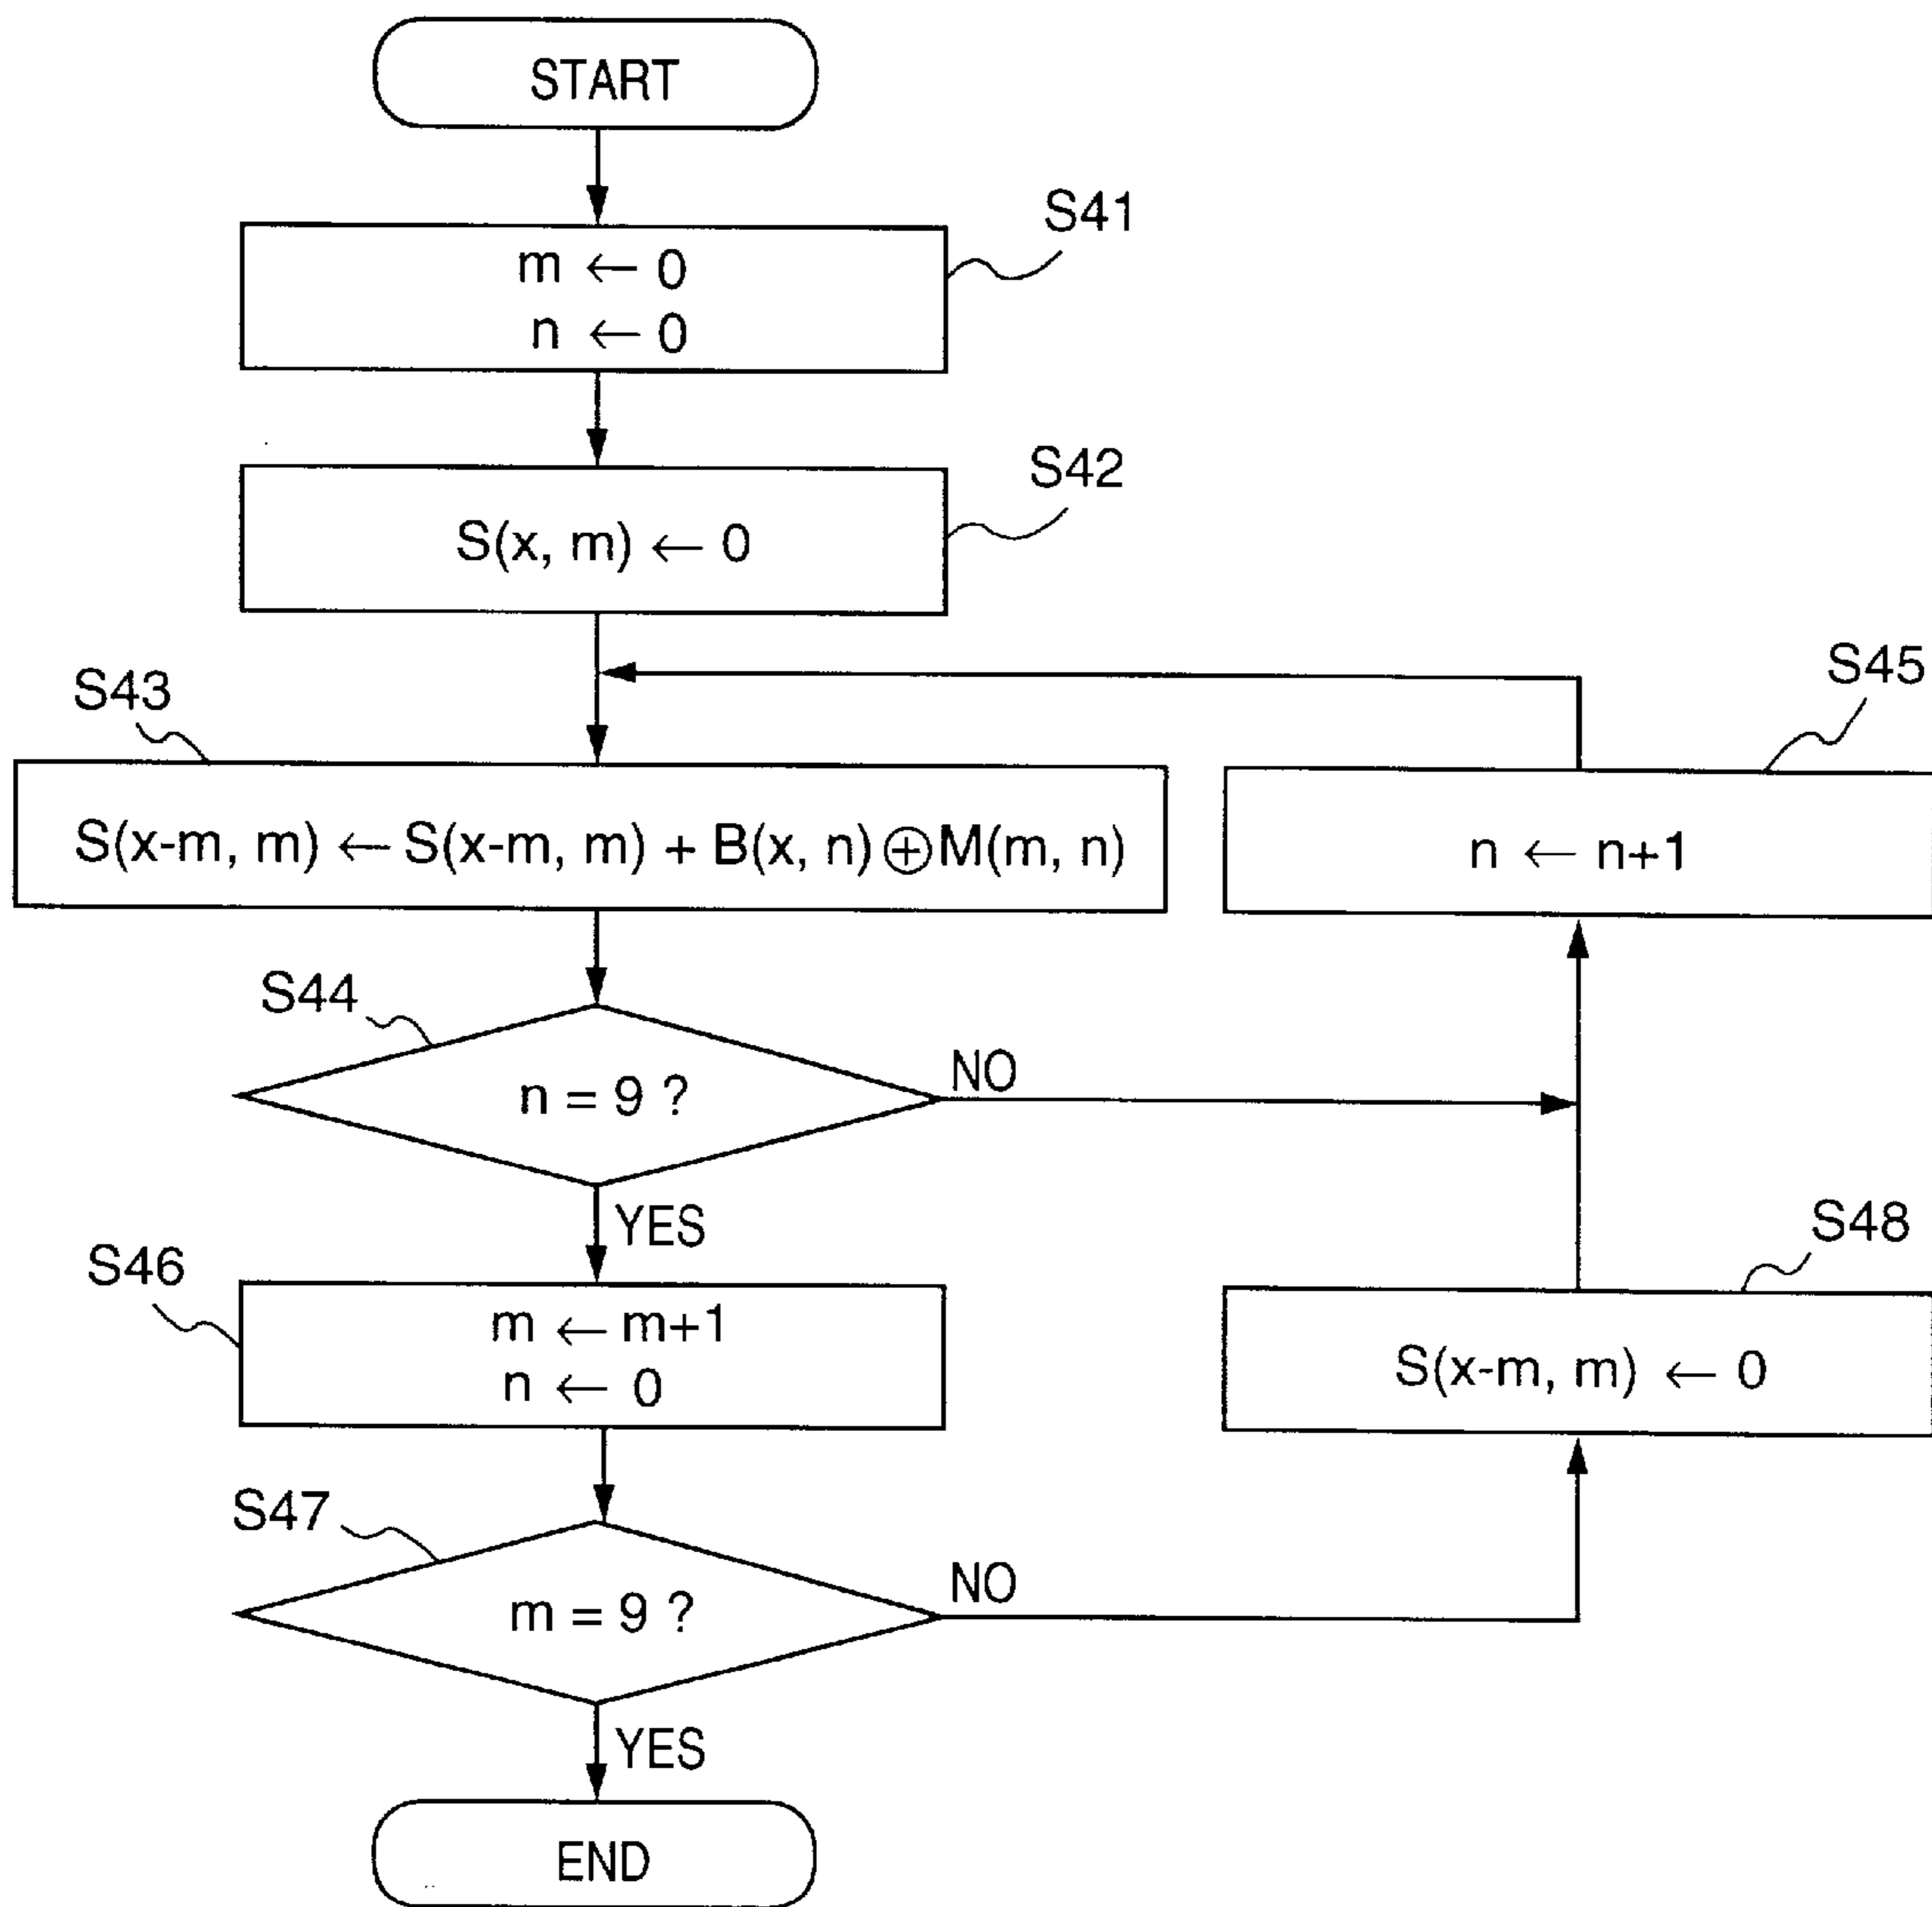 START
S41
m ← 0
n ← 0
S42
S(x, m) ← 0
S43
S45
S(x-m, m) ← S(x-m, m) + B(x, n)⊕M(m, n)
n ← n+1
S44
n = 9 ?
NO
YES
S46
S48
m ← m+1
n ← 0
S(x-m, m) ← 0
S47
m = 9 ?
NO
YES
END